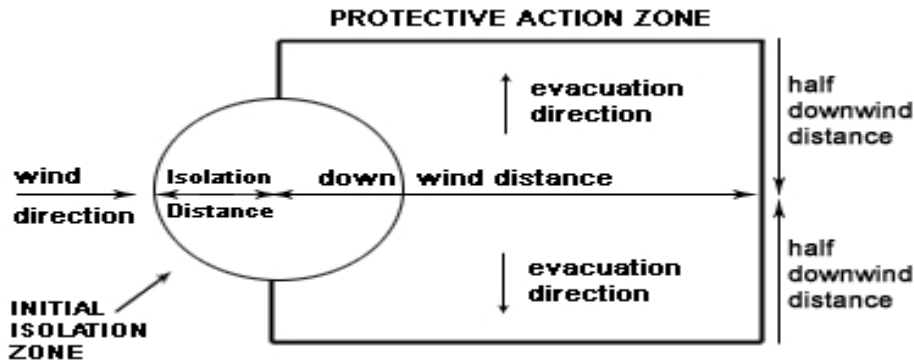 PROTECTIVE ACTION ZONE
evacuation
direction
half
downwind
distance
wind
direction
Isolation
Distance
down wind distance
evacuation
direction
half
downwind
distance
INITIAL
ISOLATION
ZONE